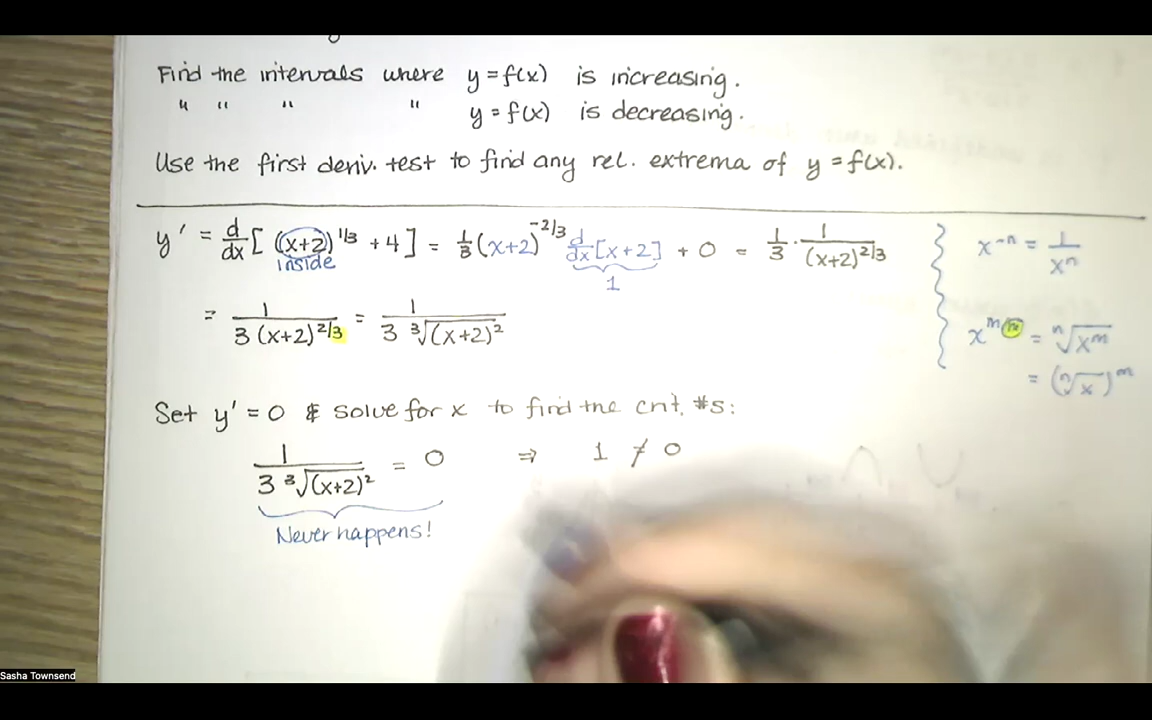 Find the intervals where y = f(x) is increasing.
" " " " y = f(x) is decreasing.
Use the first deriv. test to find any rel. extrema of y = f(x).
y' = d/dx [ (x+2)^1/3 + 4 ] = 1/3 (x+2)^-2/3 d/dx [x+2] + 0 = 1/3 · 1/(x+2)^2/3
inside
1
x^-n = 1/x^n
= 1/(3 (x+2)^2/3) = 1/(3 ∛(x+2)²)
x^m/n = ⁿ√x^m
= (ⁿ√x)^m
Set y' = 0 & solve for x to find the crit. #s:
1/(3 ∛(x+2)²) = 0 ⇒ 1 ≠ 0
Never happens!
Sasha Townsend